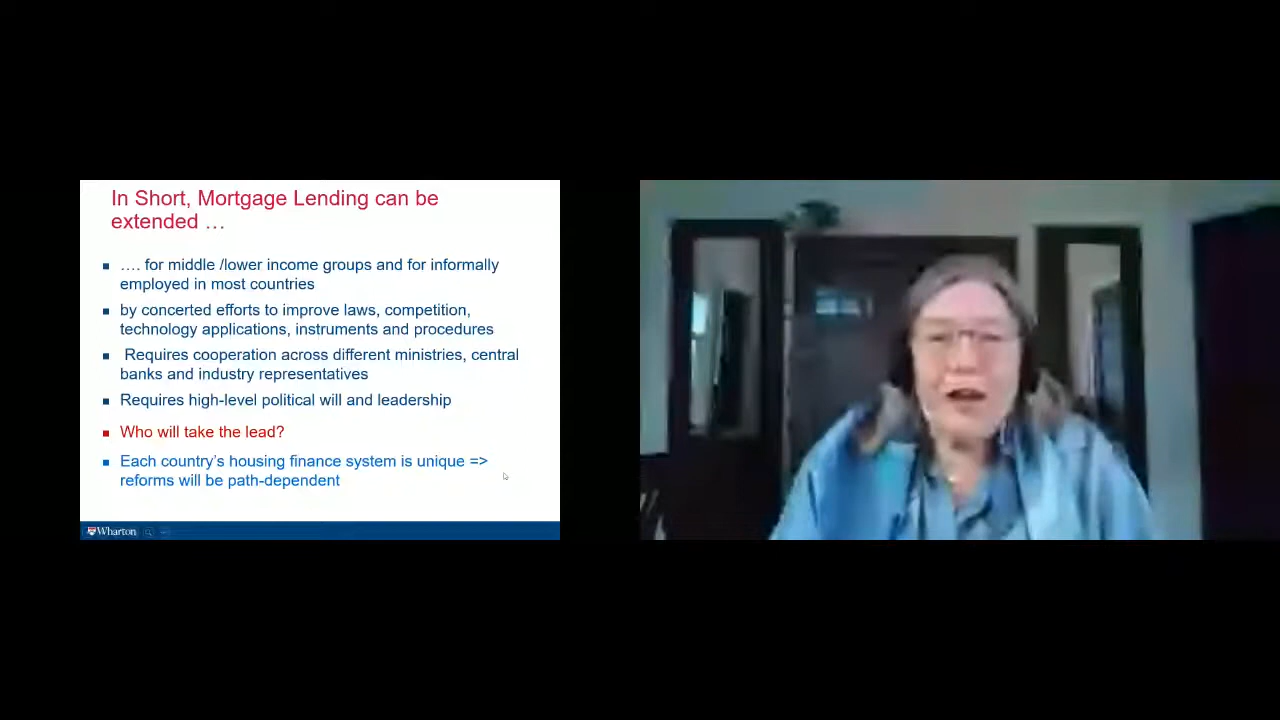 In Short, Mortgage Lending can be
extended …
…. for middle /lower income groups and for informally
employed in most countries
by concerted efforts to improve laws, competition,
technology applications, instruments and procedures
Requires cooperation across different ministries, central
banks and industry representatives
Requires high-level political will and leadership
Who will take the lead?
Each country's housing finance system is unique =>
reforms will be path-dependent
Wharton